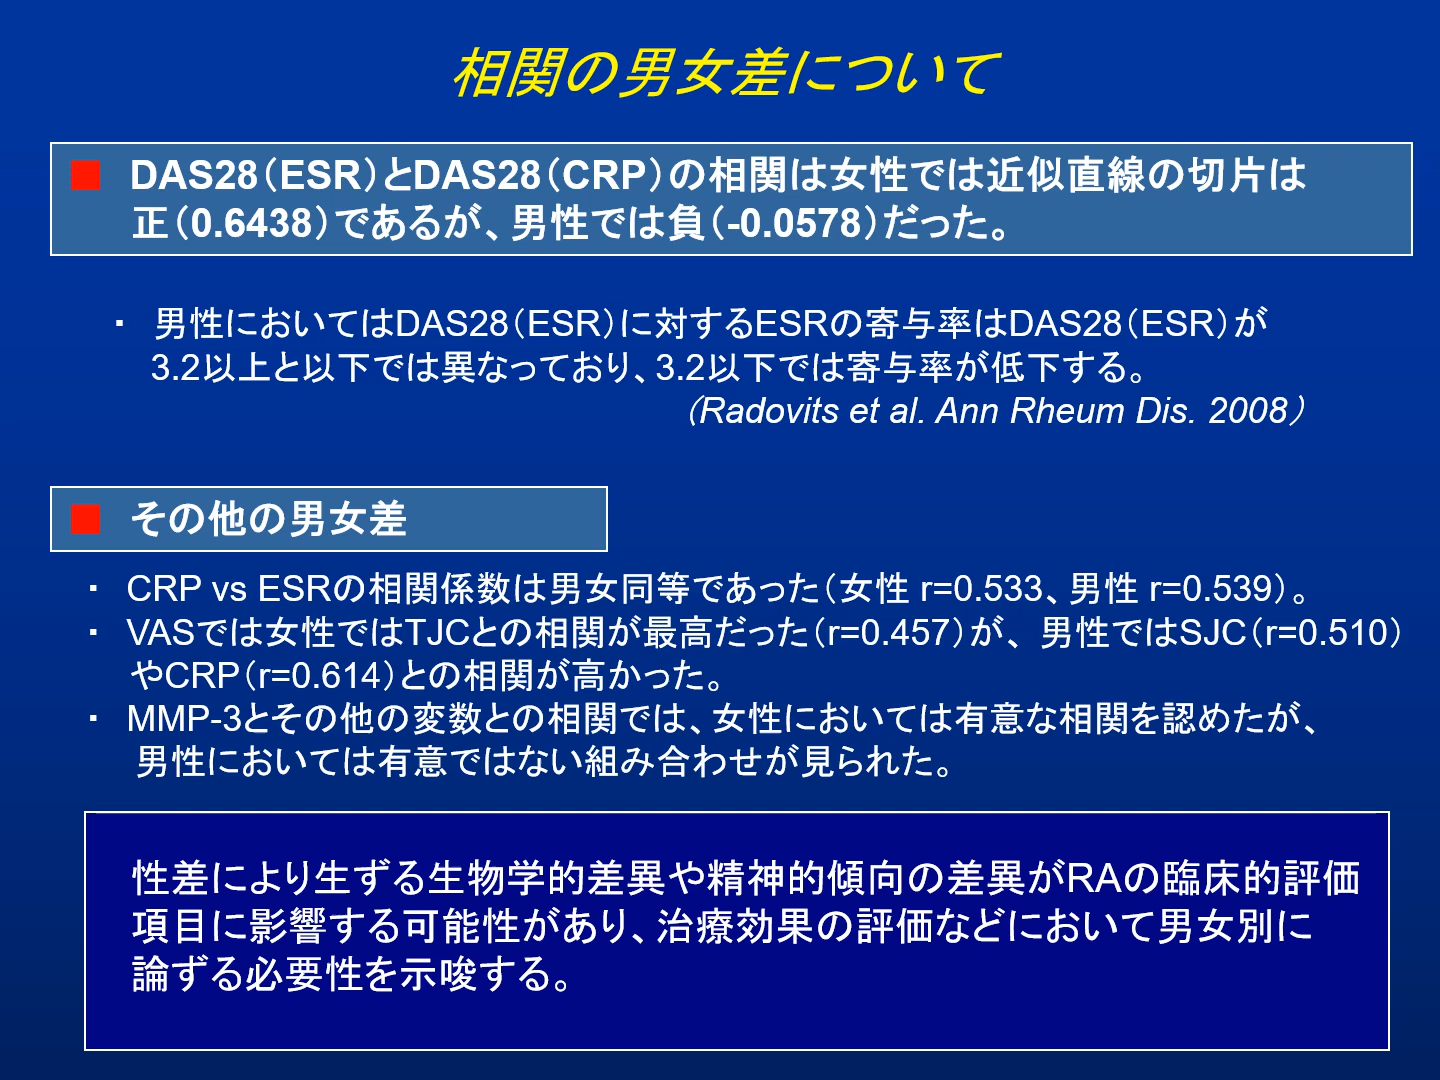 相関の男女差について
■ DAS28（ESR）とDAS28（CRP）の相関は女性では近似直線の切片は
正（0.6438）であるが、男性では負（-0.0578）だった。
・ 男性においてはDAS28（ESR）に対するESRの寄与率はDAS28（ESR）が
3.2以上と以下では異なっており、3.2以下では寄与率が低下する。
（Radovits et al. Ann Rheum Dis. 2008）
■ その他の男女差
・ CRP vs ESRの相関係数は男女同等であった（女性 r=0.533、男性 r=0.539）。
・ VASでは女性ではTJCとの相関が最高だった（r=0.457）が、男性ではSJC（r=0.510）
やCRP（r=0.614）との相関が高かった。
・ MMP-3とその他の変数との相関では、女性においては有意な相関を認めたが、
男性においては有意ではない組み合わせが見られた。
性差により生ずる生物学的差異や精神的傾向の差異がRAの臨床的評価
項目に影響する可能性があり、治療効果の評価などにおいて男女別に
論ずる必要性を示唆する。